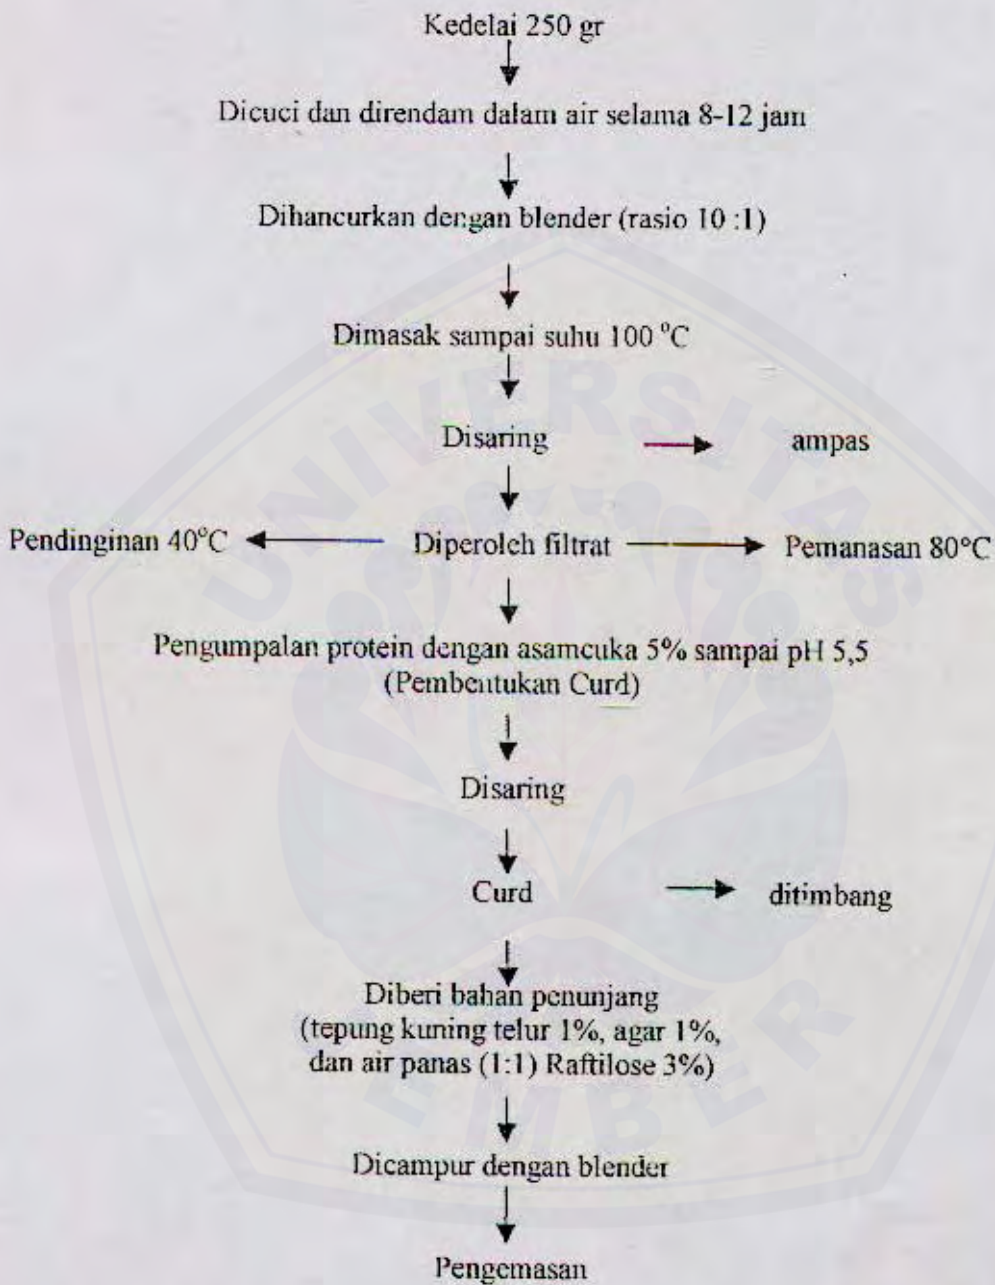 Kedelai 250 gr
Dicuci dan direndam dalam air selama 8-12 jam
Dihancurkan dengan blender (rasio 10 :1)
Dimasak sampai suhu 100 °C
Disaring
ampas
Pendinginan 40°C
Diperoleh filtrat
Pemanasan 80°C
Pengumpalan protein dengan asamcuka 5% sampai pH 5,5
(Pembentukan Curd)
Disaring
Curd
ditimbang
Diberi bahan penunjang
(tepung kuning telur 1%, agar 1%,
dan air panas (1:1) Raftilose 3%)
Dicampur dengan blender
Pengemasan
UNIVERSITAS
JEMBER